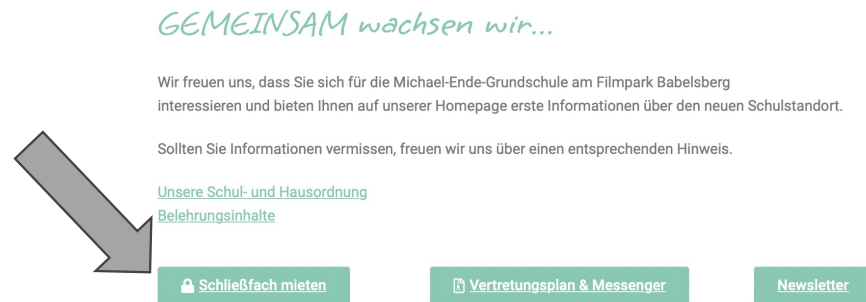 GEMEINSAM wachsen wir...
Wir freuen uns, dass Sie sich für die Michael-Ende-Grundschule am Filmpark Babelsberg
interessieren und bieten Ihnen auf unserer Homepage erste Informationen über den neuen Schulstandort.
Sollten Sie Informationen vermissen, freuen wir uns über einen entsprechenden Hinweis.
Unsere Schul- und Hausordnung
Belehrungsinhalte
Schließfach mieten
Vertretungsplan & Messenger
Newsletter